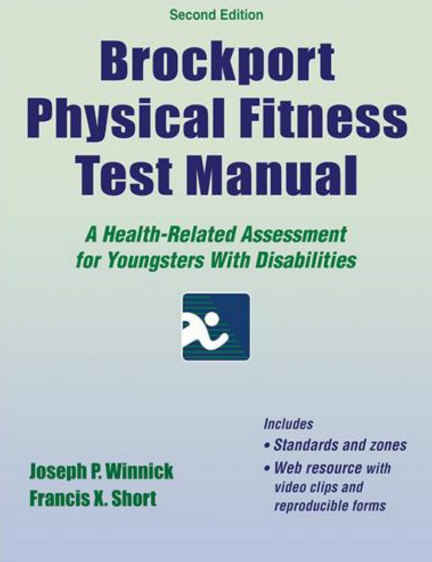 Second Edition
Brockport
Physical Fitness
Test Manual
A Health-Related Assessment
for Youngsters With Disabilities
Includes
• Standards and zones
• Web resource with
video clips and
reproducible forms
Joseph P. Winnick
Francis X. Short